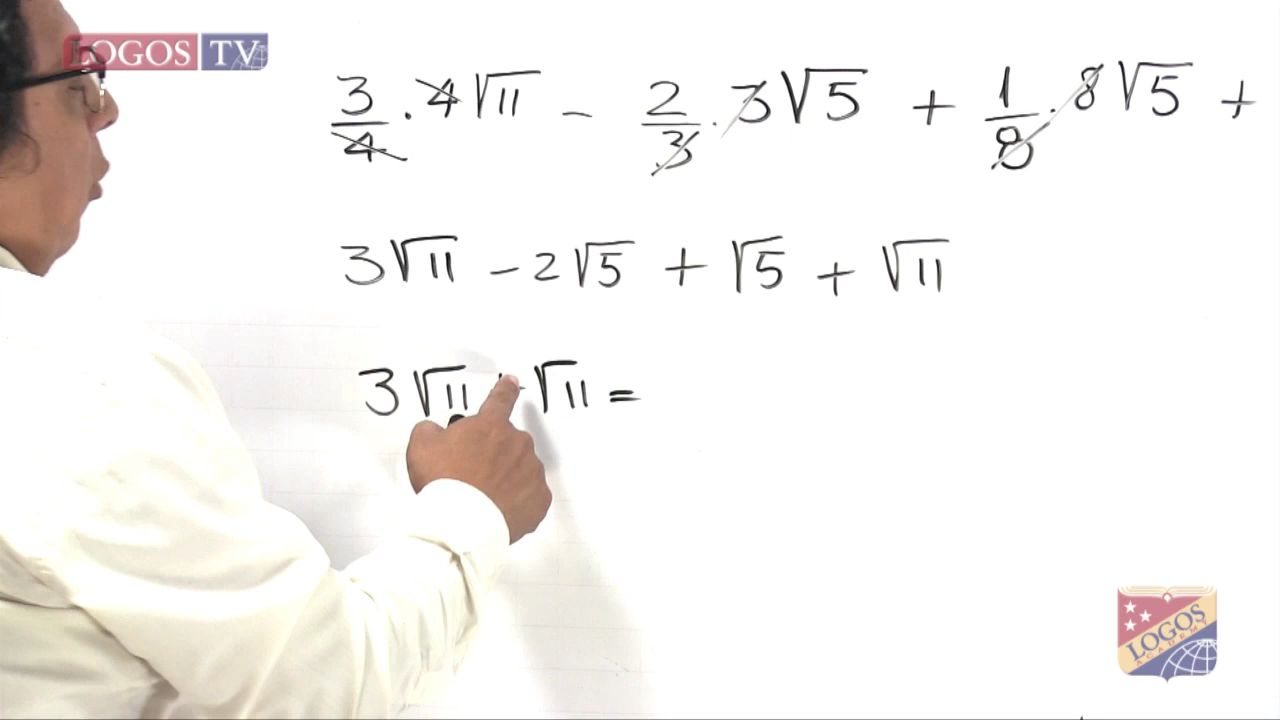 LOGOS TV
3/4 · 4√11 - 2/3 · 3√5 + 1/8 · 8√5 +
3√11 - 2√5 + √5 + √11
3√11 + √11 =
LOGOS
ACADEMY